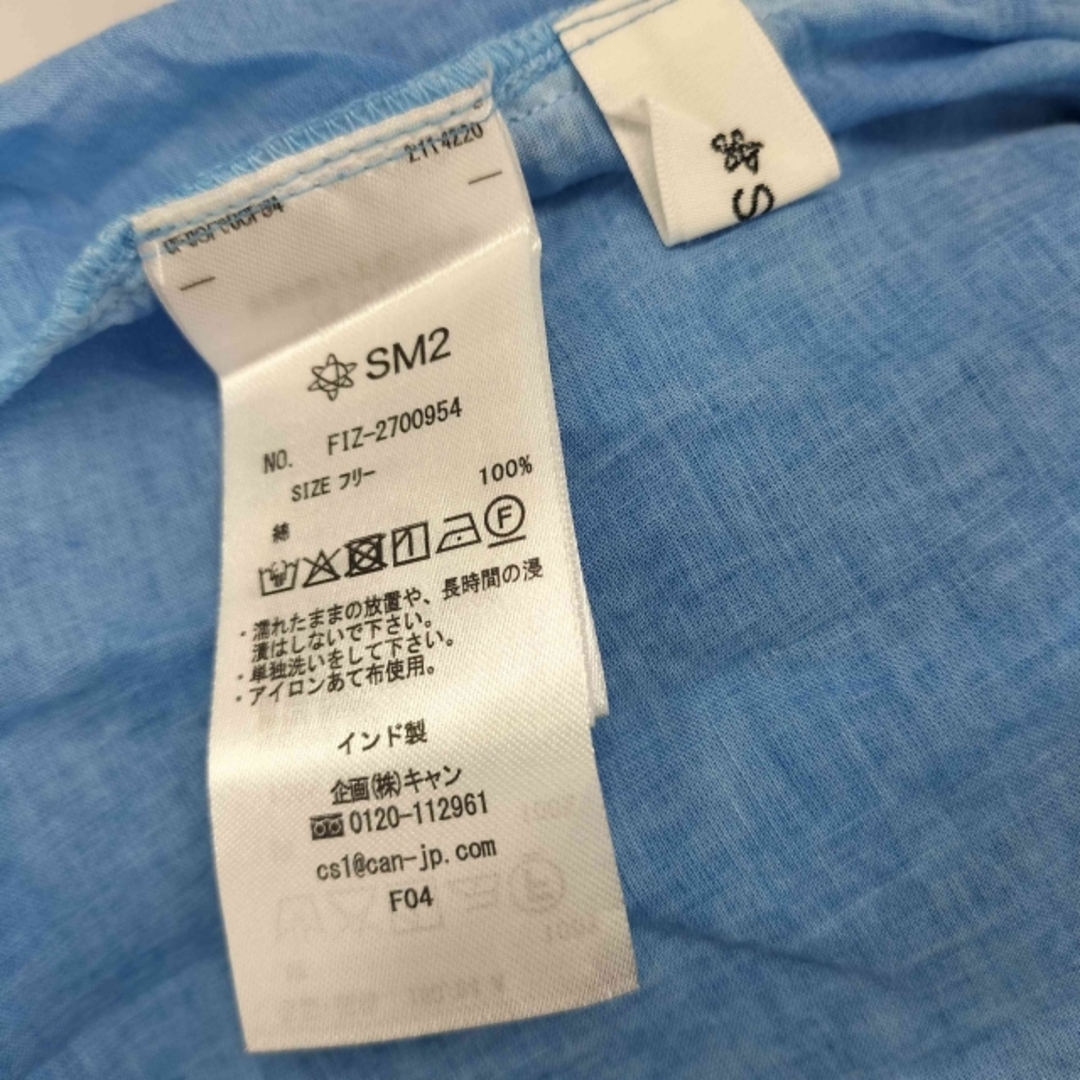 2114220
SM2
NO. FIZ-2700954
SIZE フリー
綿 100%
F
・濡れたままの放置や、長時間の浸
漬はしないで下さい。
・単独洗いをして下さい。
・アイロンあて布使用。
インド製
企画(株)キャン
0120-112961
cs1@can-jp.com
F04
S